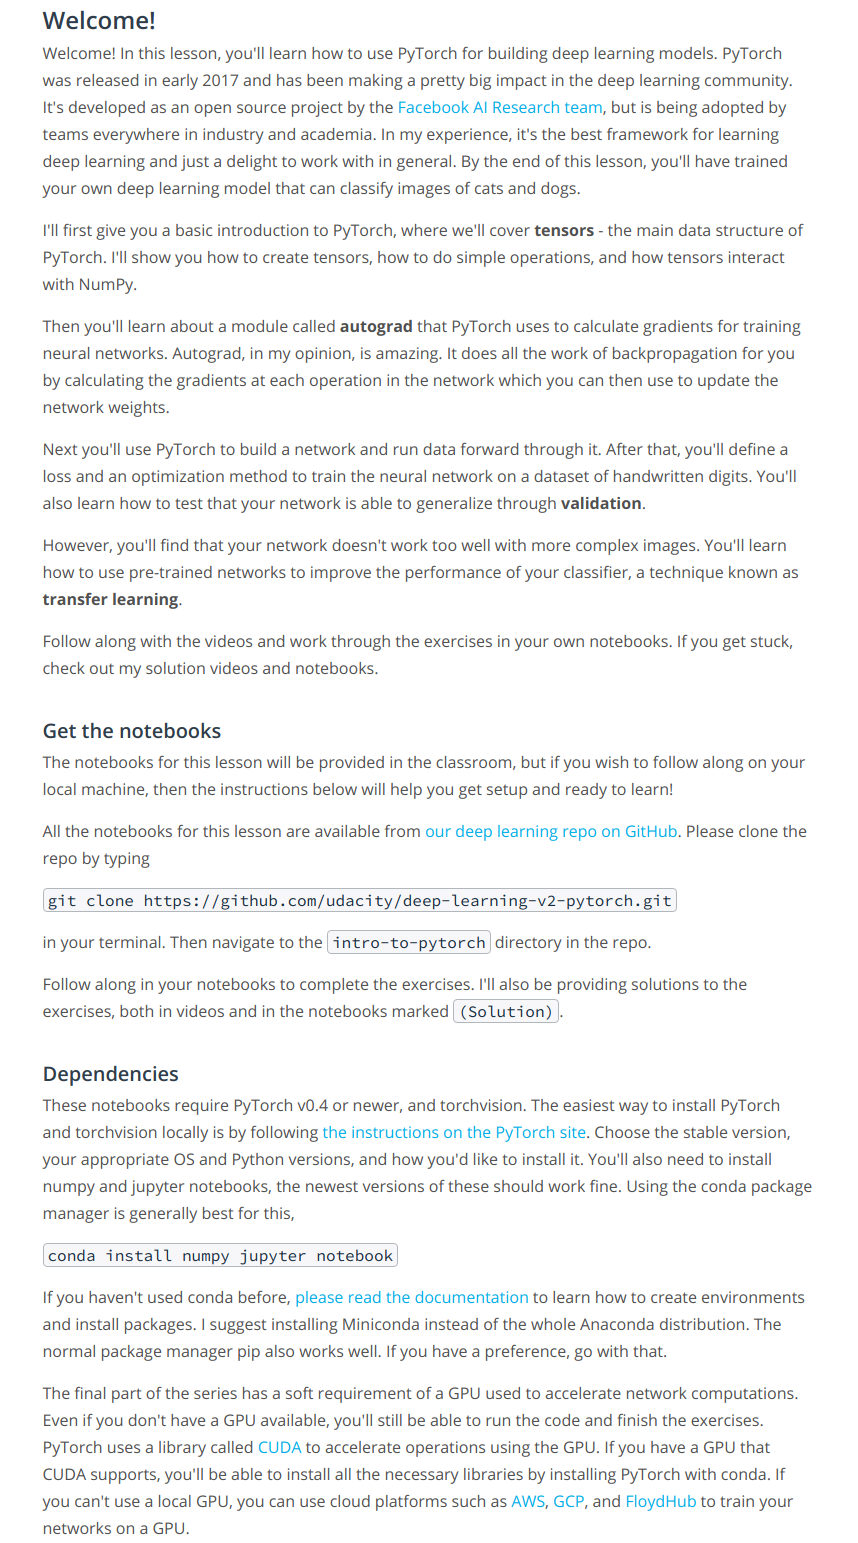 Welcome!
Welcome! In this lesson, you'll learn how to use PyTorch for building deep learning models. PyTorch
was released in early 2017 and has been making a pretty big impact in the deep learning community.
It's developed as an open source project by the Facebook AI Research team, but is being adopted by
teams everywhere in industry and academia. In my experience, it's the best framework for learning
deep learning and just a delight to work with in general. By the end of this lesson, you'll have trained
your own deep learning model that can classify images of cats and dogs.
I'll first give you a basic introduction to PyTorch, where we'll cover tensors - the main data structure of
PyTorch. I'll show you how to create tensors, how to do simple operations, and how tensors interact
with NumPy.
Then you'll learn about a module called autograd that PyTorch uses to calculate gradients for training
neural networks. Autograd, in my opinion, is amazing. It does all the work of backpropagation for you
by calculating the gradients at each operation in the network which you can then use to update the
network weights.
Next you'll use PyTorch to build a network and run data forward through it. After that, you'll define a
loss and an optimization method to train the neural network on a dataset of handwritten digits. You'll
also learn how to test that your network is able to generalize through validation.
However, you'll find that your network doesn't work too well with more complex images. You'll learn
how to use pre-trained networks to improve the performance of your classifier, a technique known as
transfer learning.
Follow along with the videos and work through the exercises in your own notebooks. If you get stuck,
check out my solution videos and notebooks.
Get the notebooks
The notebooks for this lesson will be provided in the classroom, but if you wish to follow along on your
local machine, then the instructions below will help you get setup and ready to learn!
All the notebooks for this lesson are available from our deep learning repo on GitHub. Please clone the
repo by typing
git clone https://github.com/udacity/deep-learning-v2-pytorch.git
in your terminal. Then navigate to the intro-to-pytorch directory in the repo.
Follow along in your notebooks to complete the exercises. I'll also be providing solutions to the
exercises, both in videos and in the notebooks marked (Solution).
Dependencies
These notebooks require PyTorch v0.4 or newer, and torchvision. The easiest way to install PyTorch
and torchvision locally is by following the instructions on the PyTorch site. Choose the stable version,
your appropriate OS and Python versions, and how you'd like to install it. You'll also need to install
numpy and jupyter notebooks, the newest versions of these should work fine. Using the conda package
manager is generally best for this,
conda install numpy jupyter notebook
If you haven't used conda before, please read the documentation to learn how to create environments
and install packages. I suggest installing Miniconda instead of the whole Anaconda distribution. The
normal package manager pip also works well. If you have a preference, go with that.
The final part of the series has a soft requirement of a GPU used to accelerate network computations.
Even if you don't have a GPU available, you'll still be able to run the code and finish the exercises.
PyTorch uses a library called CUDA to accelerate operations using the GPU. If you have a GPU that
CUDA supports, you'll be able to install all the necessary libraries by installing PyTorch with conda. If
you can't use a local GPU, you can use cloud platforms such as AWS, GCP, and FloydHub to train your
networks on a GPU.